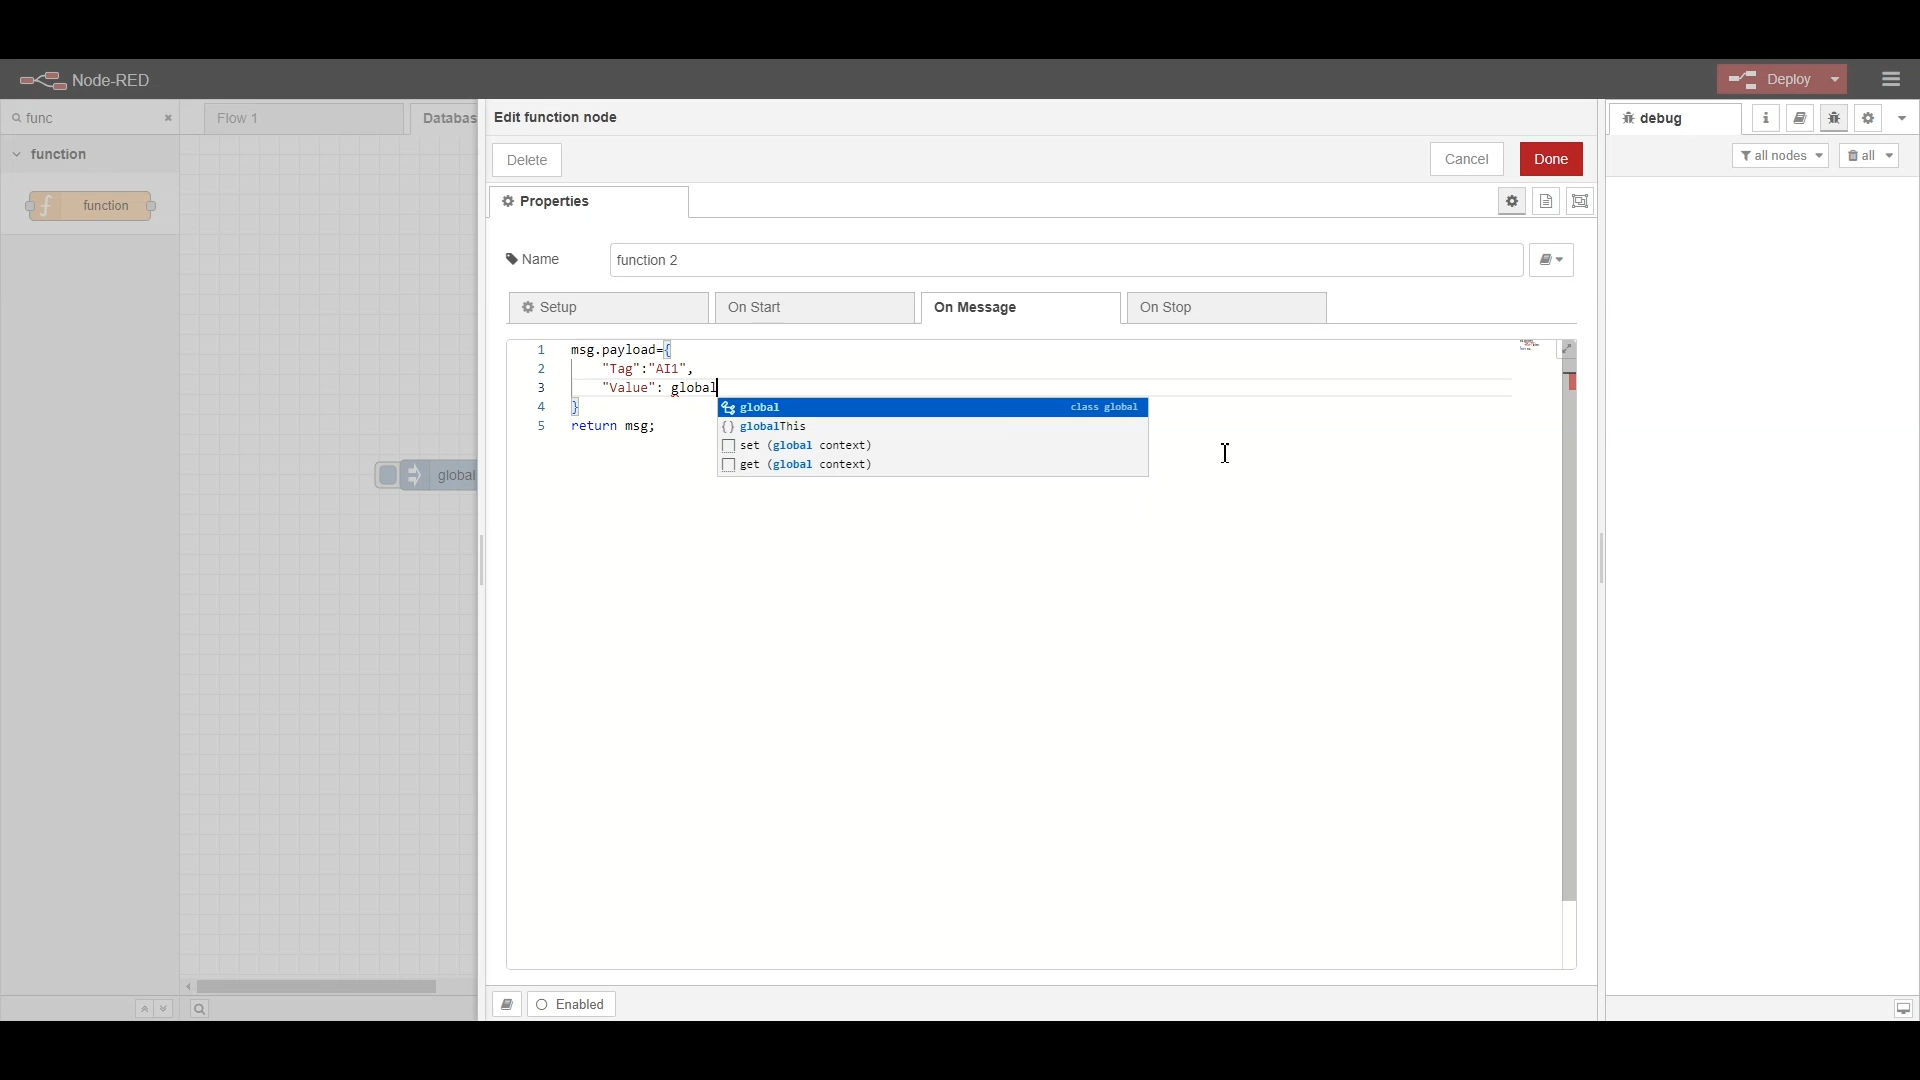 Node-RED
Deploy
func
Flow 1
Databas
Edit function node
debug
function
Delete
Cancel
Done
all nodes
all
function
Properties
Name
function 2
Setup
On Start
On Message
On Stop
1 msg.payload={
2 "Tag":"AI1",
3 "Value": global
4 }
5 return msg;
global class global
globalThis
set (global context)
get (global context)
global
Enabled